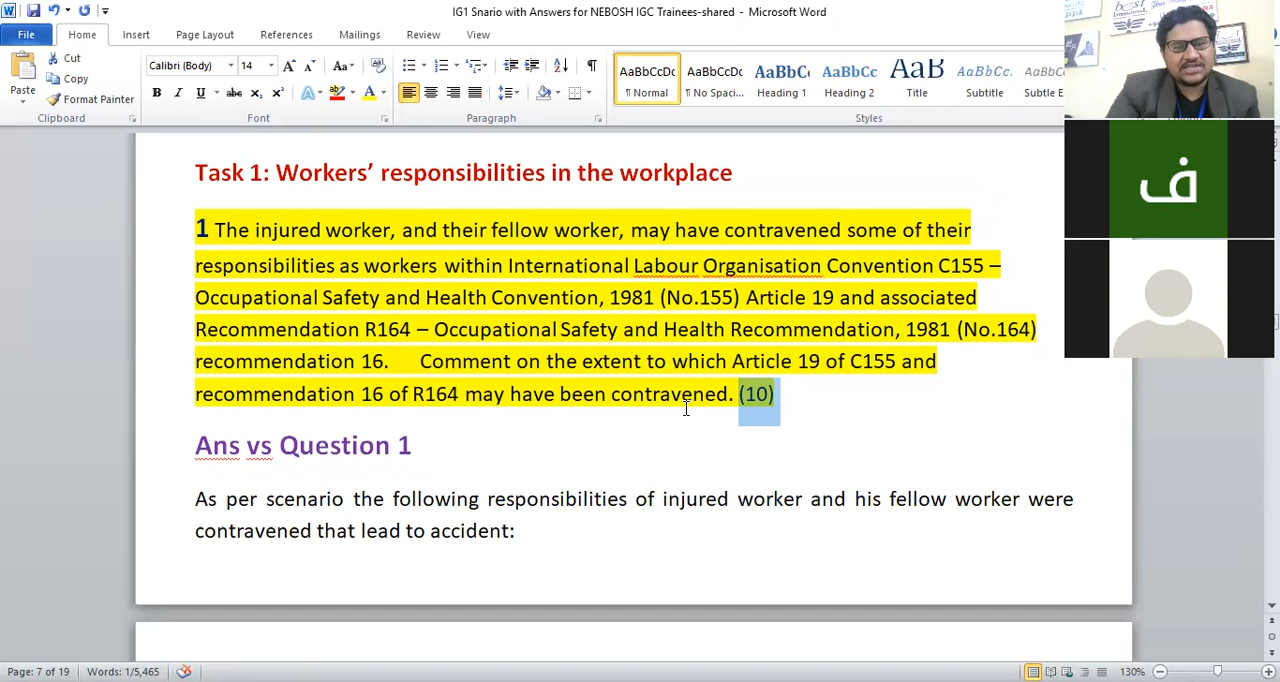 IG1 Snario with Answers for NEBOSH IGC Trainees-shared - Microsoft Word
File Home Insert Page Layout References Mailings Review View
Paste
Cut
Copy
Format Painter
Clipboard
Calibri (Body) 14
Font
Paragraph
AaBbCcDc AaBbCcDc AaBbCc AaBbCc AaB AaBbCc. AaBbCcD
¶ Normal ¶ No Spaci... Heading 1 Heading 2 Title Subtitle Subtle E
Styles
ف
Task 1: Workers’ responsibilities in the workplace
1 The injured worker, and their fellow worker, may have contravened some of their
responsibilities as workers within International Labour Organisation Convention C155 –
Occupational Safety and Health Convention, 1981 (No.155) Article 19 and associated
Recommendation R164 – Occupational Safety and Health Recommendation, 1981 (No.164)
recommendation 16. Comment on the extent to which Article 19 of C155 and
recommendation 16 of R164 may have been contravened. (10)
Ans vs Question 1
As per scenario the following responsibilities of injured worker and his fellow worker were
contravened that lead to accident:
Page: 7 of 19 Words: 1/5,465 130%